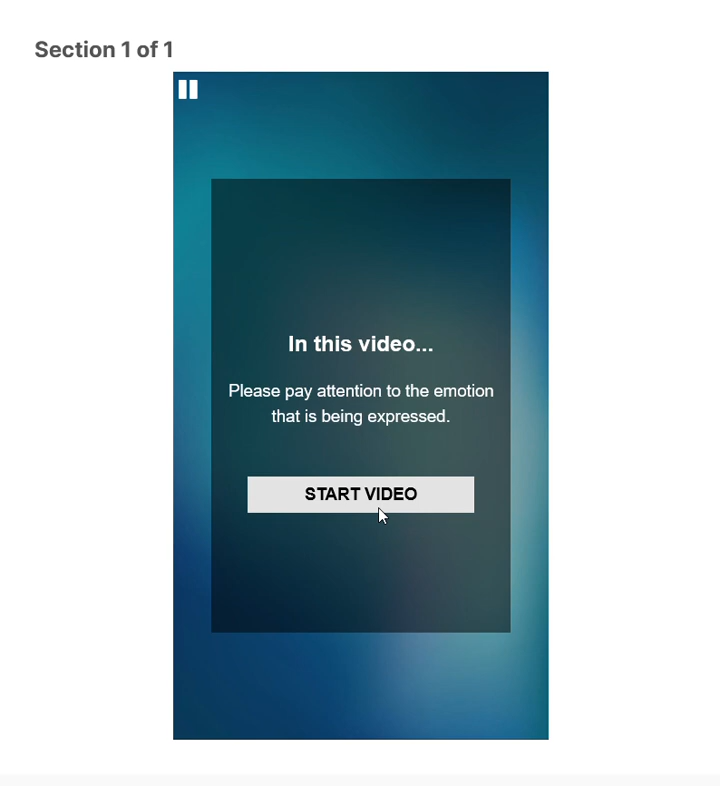 Section 1 of 1
In this video...
Please pay attention to the emotion
that is being expressed.
START VIDEO